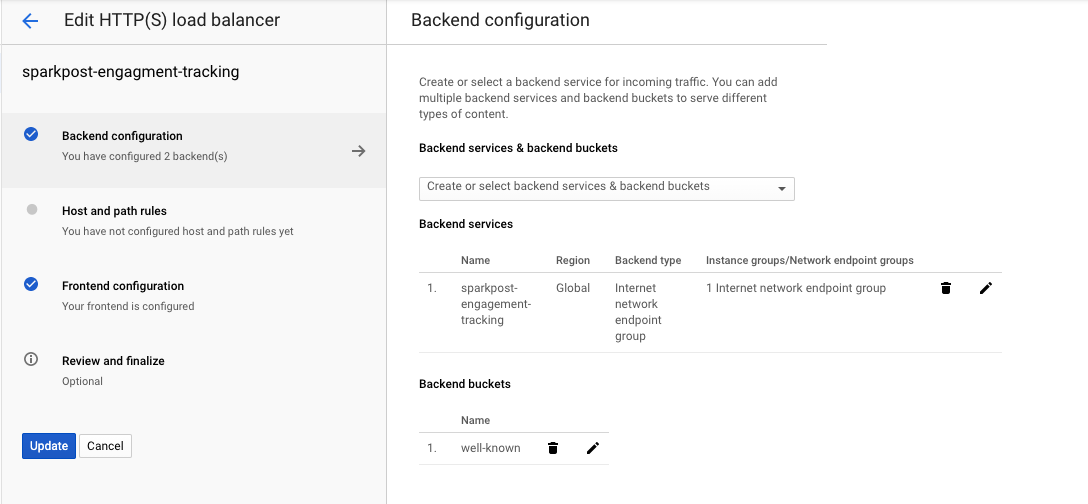 Edit HTTP(S) load balancer
sparkpost-engagment-tracking
Backend configuration
You have configured 2 backend(s)
Host and path rules
You have not configured host and path rules yet
Frontend configuration
Your frontend is configured
Review and finalize
Optional
Update Cancel
Backend configuration
Create or select a backend service for incoming traffic. You can add
multiple backend services and backend buckets to serve different
types of content.
Backend services & backend buckets
Create or select backend services & backend buckets
Backend services
Name Region Backend type Instance groups/Network endpoint groups
1. sparkpost- Global Internet 1 Internet network endpoint group
engagement- network
tracking endpoint
group
Backend buckets
Name
1. well-known